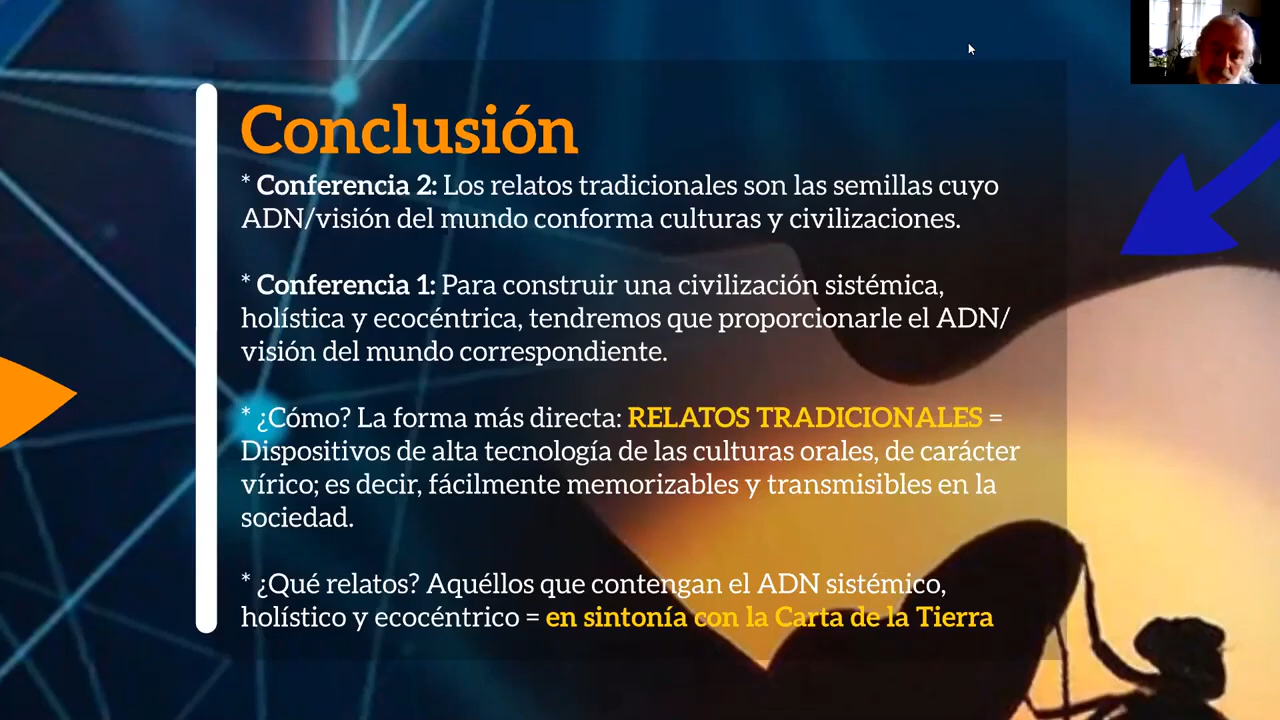 Conclusión
* Conferencia 2: Los relatos tradicionales son las semillas cuyo
ADN/visión del mundo conforma culturas y civilizaciones.
* Conferencia 1: Para construir una civilización sistémica,
holística y ecocéntrica, tendremos que proporcionarle el ADN/
visión del mundo correspondiente.
* ¿Cómo? La forma más directa: RELATOS TRADICIONALES =
Dispositivos de alta tecnología de las culturas orales, de carácter
vírico; es decir, fácilmente memorizables y transmisibles en la
sociedad.
* ¿Qué relatos? Aquéllos que contengan el ADN sistémico,
holístico y ecocéntrico = en sintonía con la Carta de la Tierra